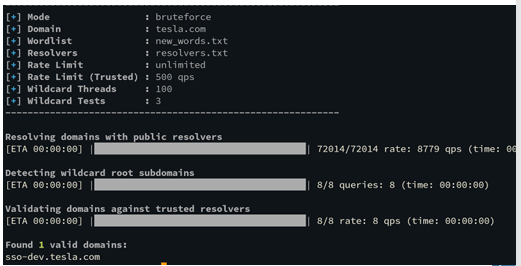 [+] Mode : bruteforce
[+] Domain : tesla.com
[+] Wordlist : new_words.txt
[+] Resolvers : resolvers.txt
[+] Rate Limit : unlimited
[+] Rate Limit (Trusted) : 500 qps
[+] Wildcard Threads : 100
[+] Wildcard Tests : 3
------------------------------------------------------------
Resolving domains with public resolvers
[ETA 00:00:00] | | 72014/72014 rate: 8779 qps (time: 00
Detecting wildcard root subdomains
[ETA 00:00:00] | | 8/8 queries: 8 (time: 00:00:00)
Validating domains against trusted resolvers
[ETA 00:00:00] | | 8/8 rate: 8 qps (time: 00:00:00)
Found 1 valid domains:
sso-dev.tesla.com